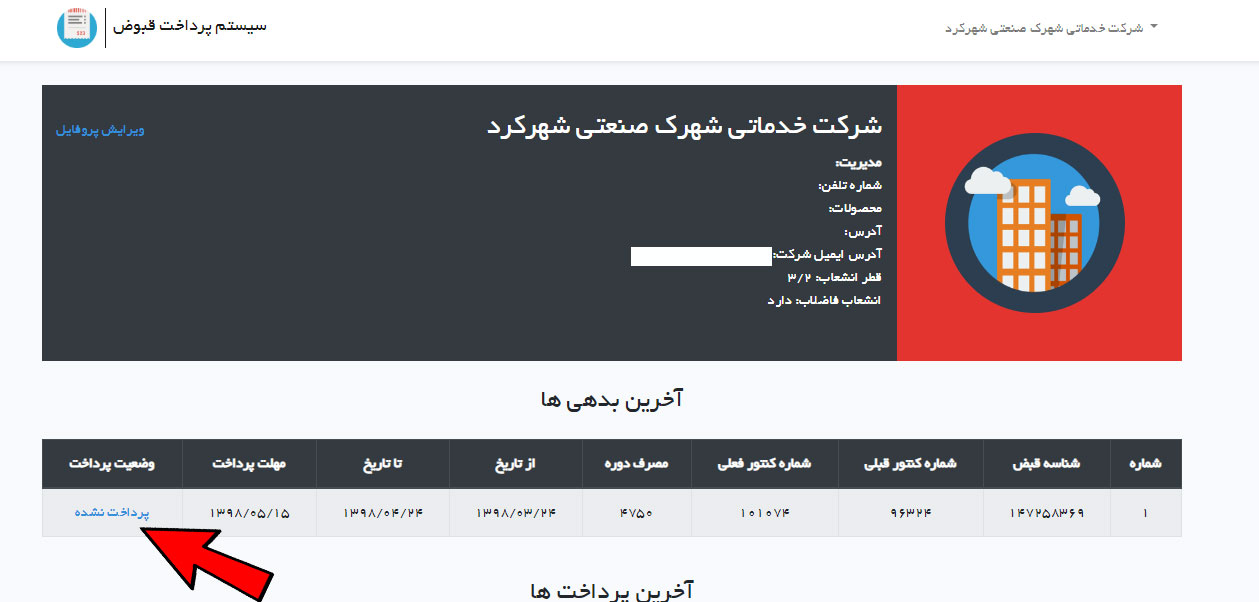 سیستم پرداخت قبوض
شرکت خدماتی شهرک صنعتی شهرکرد
شرکت خدماتی شهرک صنعتی شهرکرد
ویرایش پروفایل
مدیریت:
شماره تلفن:
محصولات:
آدرس:
آدرس ایمیل شرکت:
قطر انشعاب: ۳/۲
انشعاب فاضلاب: دارد
آخرین بدهی ها
شماره شناسه قبض شماره کنتور قبلی شماره کنتور فعلی مصرف دوره از تاریخ تا تاریخ مهلت پرداخت وضعیت پرداخت
۱ ۱۴۷۲۵۸۳۶۹ ۹۶۳۲۴ ۱۰۱۰۷۴ ۴۷۵۰ ۱۳۹۸/۰۳/۲۴ ۱۳۹۸/۰۴/۲۴ ۱۳۹۸/۰۵/۱۵ پرداخت نشده
آخرین پرداخت ها